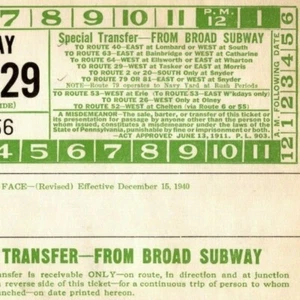 7 8 9 10 11 P.M. 12 1 2 3 4 5 6
AY
29
IDE)
56
Special Transfer—FROM BROAD SUBWAY
TO ROUTE 40—EAST at Lombard or WEST at South
TO ROUTE 63—EAST at Bainbridge or WEST at Catharine
To ROUTE 64—WEST at Ellsworth or EAST at Wharton
TO ROUTE 29—WEST at Tasker or EAST at Morris
TO ROUTE 2 or 20—SOUTH Only at Snyder
TO ROUTE 79 or 81—EAST or WEST at Snyder
NOTE—Route 79 operates to Navy Yard at Rush Periods
TO ROUTE 53—WEST at Erie (To ROUTE 53—EAST W'kdays only)
TO ROUTE 26—WEST Only at Olney
TO ROUTE 52—WEST at Chelten (via Route 6 or 55)
A MISDEMEANOR—The sale, barter, or transfer of this ticket, or its
presentation for passage by anyone other than the person to whom
issued, constitutes a misdemeanor under the laws of the
State of Pennsylvania, punishable by fine or imprisonment or both.
—ACT APPROVED JUNE 13, 1911. P. L. 903.
A.M. FOLLOWING DATE
12
4 5 6 7 8 9 10 11 12
FACE—(Revised) Effective December 15, 1940
TRANSFER—FROM BROAD SUBWAY
nsfer is receivable ONLY—on route, in direction and at junction
n reverse side of this ticket—for a continuous trip of person to whom
unched—on date printed hereon.